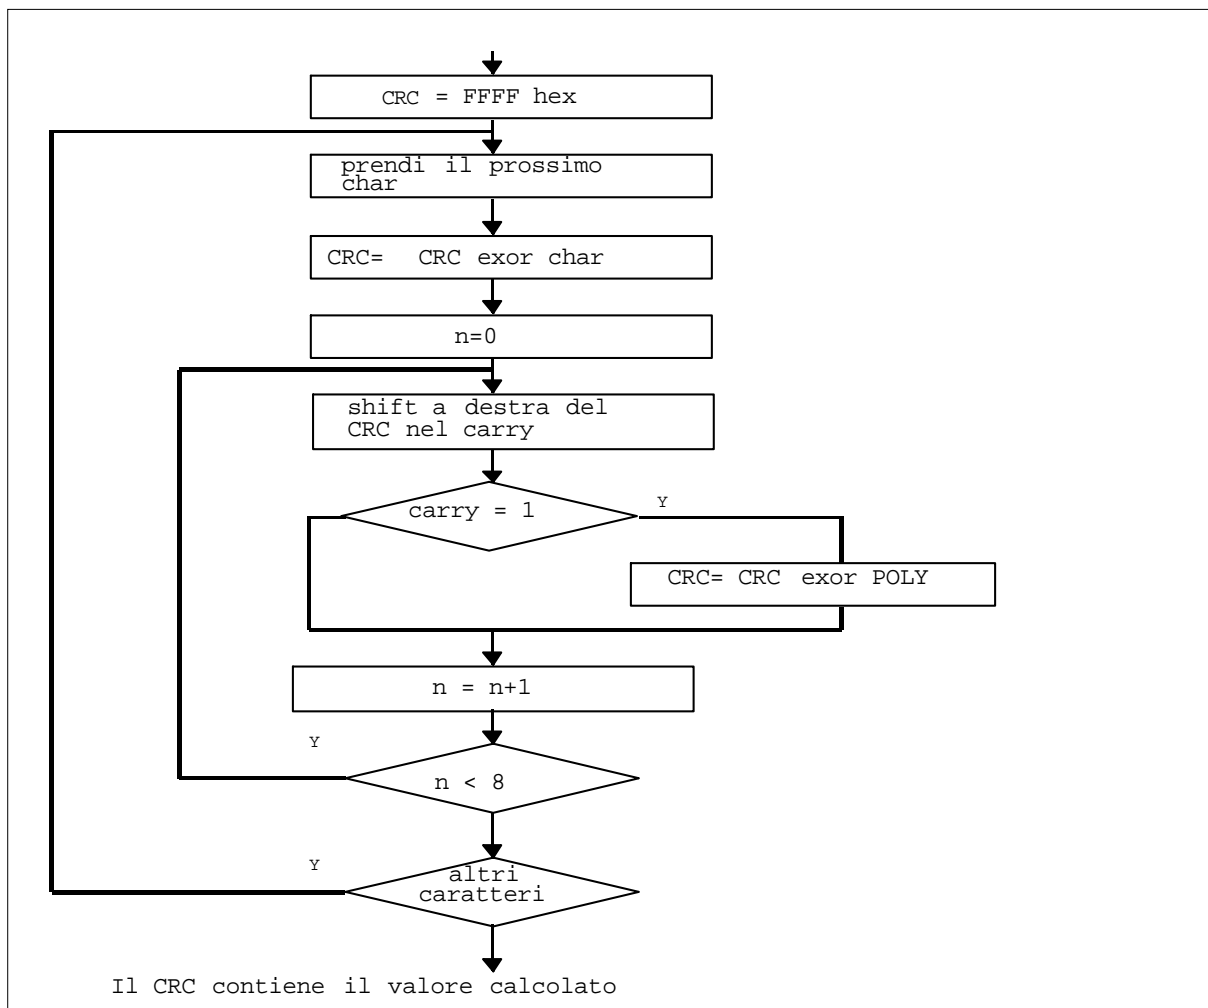 CRC = FFFF hex
prendi il prossimo
char
CRC= CRC exor char
n=0
shift a destra del
CRC nel carry
carry = 1
Y
CRC= CRC exor POLY
n = n+1
Y
n < 8
Y
altri
caratteri
Il CRC contiene il valore calcolato